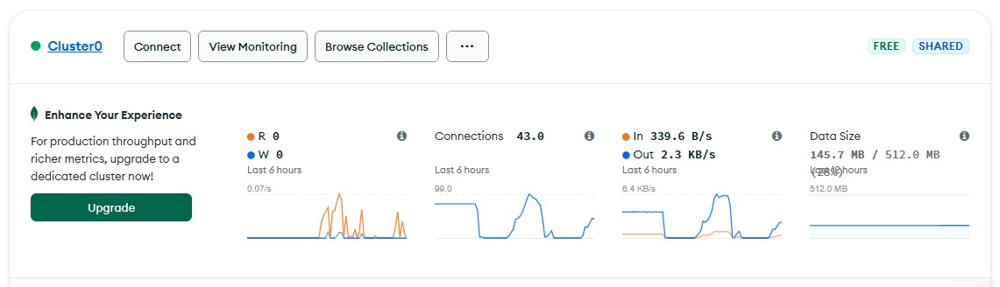 Cluster0 Connect View Monitoring Browse Collections ... FREE SHARED
Enhance Your Experience
For production throughput and
richer metrics, upgrade to a
dedicated cluster now!
Upgrade
R 0
W 0
Last 6 hours
0.07/s
Connections 43.0
Last 6 hours
99.0
In 339.6 B/s
Out 2.3 KB/s
Last 6 hours
6.4 KB/s
Data Size
145.7 MB / 512.0 MB
(28%)
Last 12 hours
512.0 MB